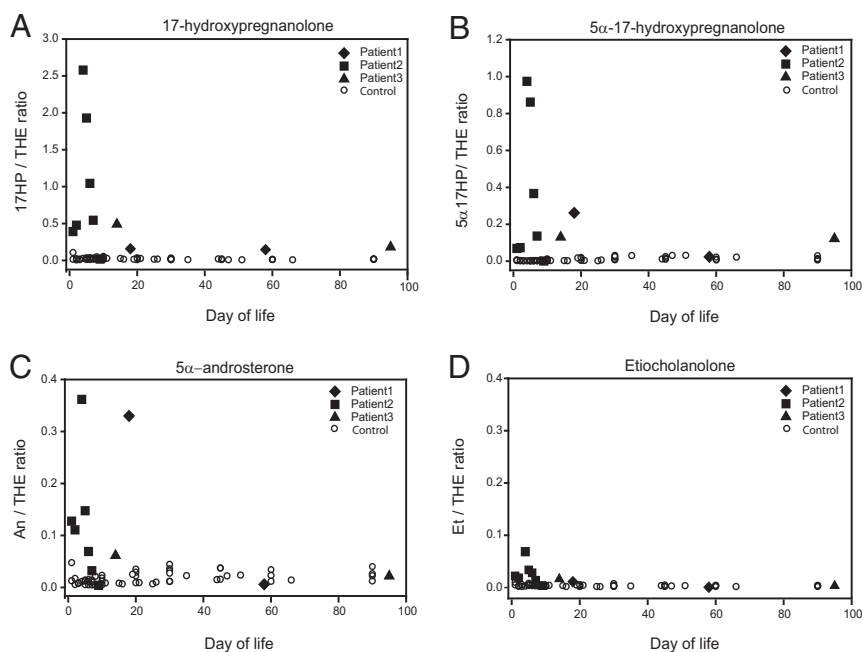 A
17-hydroxypregnanolone
3.0
2.5
2.0
1.5
1.0
0.5
0.0
17HP / THE ratio
Patient1
Patient2
Patient3
Control
0 20 40 60 80 100
Day of life
B
5α-17-hydroxypregnanolone
1.2
1.0
0.8
0.6
0.4
0.2
0.0
5α17HP / THE ratio
Patient1
Patient2
Patient3
Control
0 20 40 60 80 100
Day of life
C
5α–androsterone
0.4
0.3
0.2
0.1
0.0
An / THE ratio
Patient1
Patient2
Patient3
Control
0 20 40 60 80 100
Day of life
D
Etiocholanolone
0.4
0.3
0.2
0.1
0.0
Et / THE ratio
Patient1
Patient2
Patient3
Control
0 20 40 60 80 100
Day of life